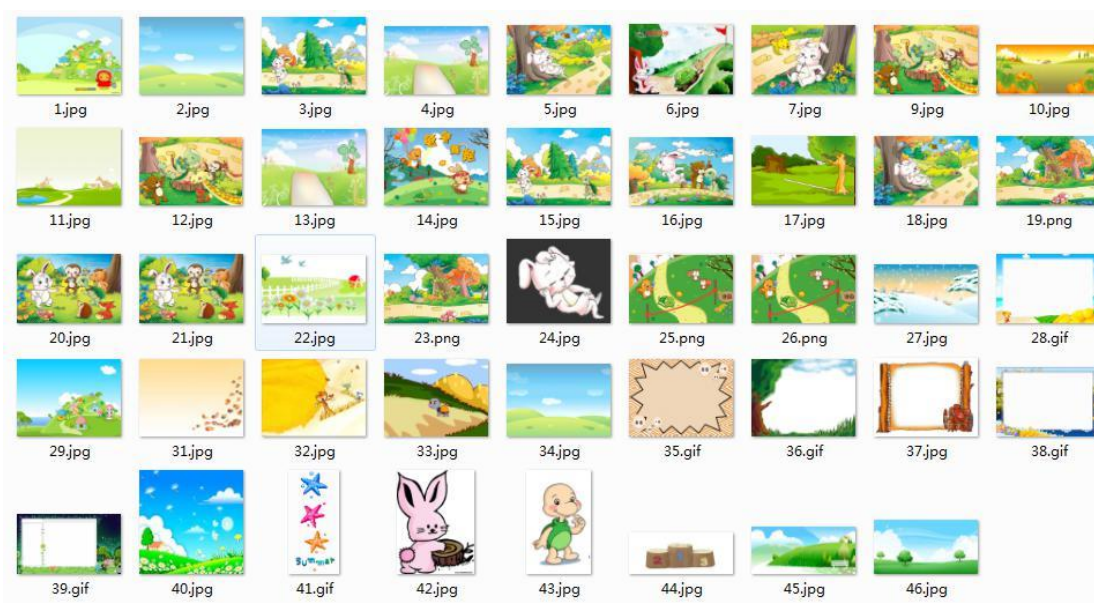 1.jpg 2.jpg 3.jpg 4.jpg 5.jpg 6.jpg 7.jpg 9.jpg 10.jpg
11.jpg 12.jpg 13.jpg 14.jpg 15.jpg 16.jpg 17.jpg 18.jpg 19.png
20.jpg 21.jpg 22.jpg 23.png 24.jpg 25.png 26.png 27.jpg 28.gif
29.jpg 31.jpg 32.jpg 33.jpg 34.jpg 35.gif 36.gif 37.jpg 38.gif
summer
2 1 3
39.gif 40.jpg 41.gif 42.jpg 43.jpg 44.jpg 45.jpg 46.jpg